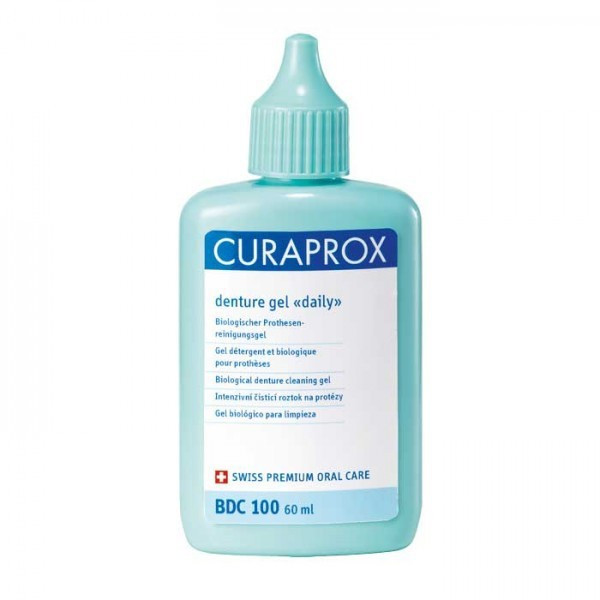 CURAPROX
denture gel «daily»
Biologischer Prothesen-
reinigungsgel
Gel détergent et biologique
pour prothèses
Biological denture cleaning gel
Intenzivní čisticí roztok na protézy
Gel biológico para limpieza
SWISS PREMIUM ORAL CARE
BDC 100 60 ml